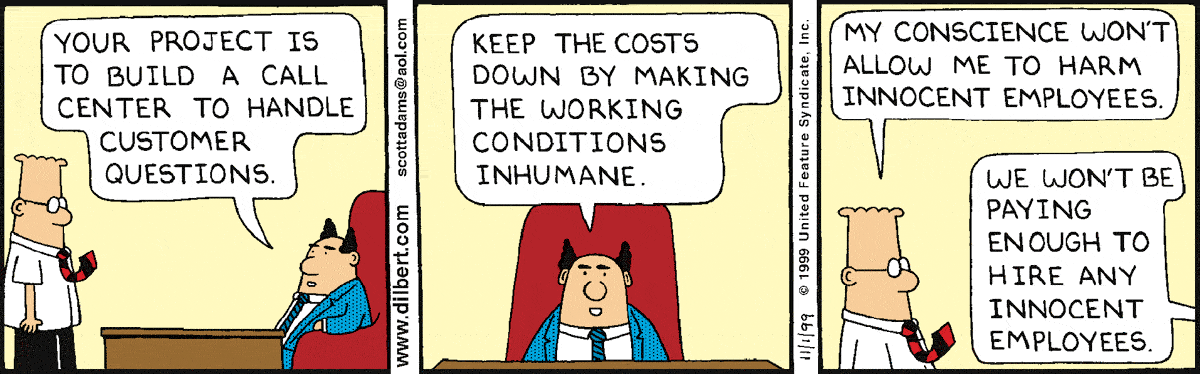 YOUR PROJECT IS
TO BUILD A CALL
CENTER TO HANDLE
CUSTOMER
QUESTIONS.
www.dilbert.com
scottadams@aol.com
KEEP THE COSTS
DOWN BY MAKING
THE WORKING
CONDITIONS
INHUMANE.
11/1/99 © 1999 United Feature Syndicate, Inc.
MY CONSCIENCE WON'T
ALLOW ME TO HARM
INNOCENT EMPLOYEES.
WE WON'T BE
PAYING
ENOUGH TO
HIRE ANY
INNOCENT
EMPLOYEES.